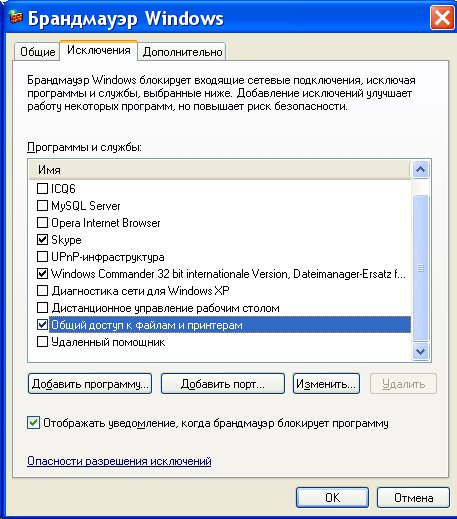 Брандмауэр Windows
Общие Исключения Дополнительно
Брандмауэр Windows блокирует входящие сетевые подключения, исключая
программы и службы, выбранные ниже. Добавление исключений улучшает
работу некоторых программ, но повышает риск безопасности.
Программы и службы:
Имя
ICQ6
MySQL Server
Opera Internet Browser
Skype
UPnP-инфраструктура
Windows Commander 32 bit internationale Version, Dateimanager-Ersatz f...
Диагностика сети для Windows XP
Дистанционное управление рабочим столом
Общий доступ к файлам и принтерам
Удаленный помощник
Добавить программу... Добавить порт... Изменить... Удалить
Отображать уведомление, когда брандмауэр блокирует программу
Опасности разрешения исключений
OK Отмена